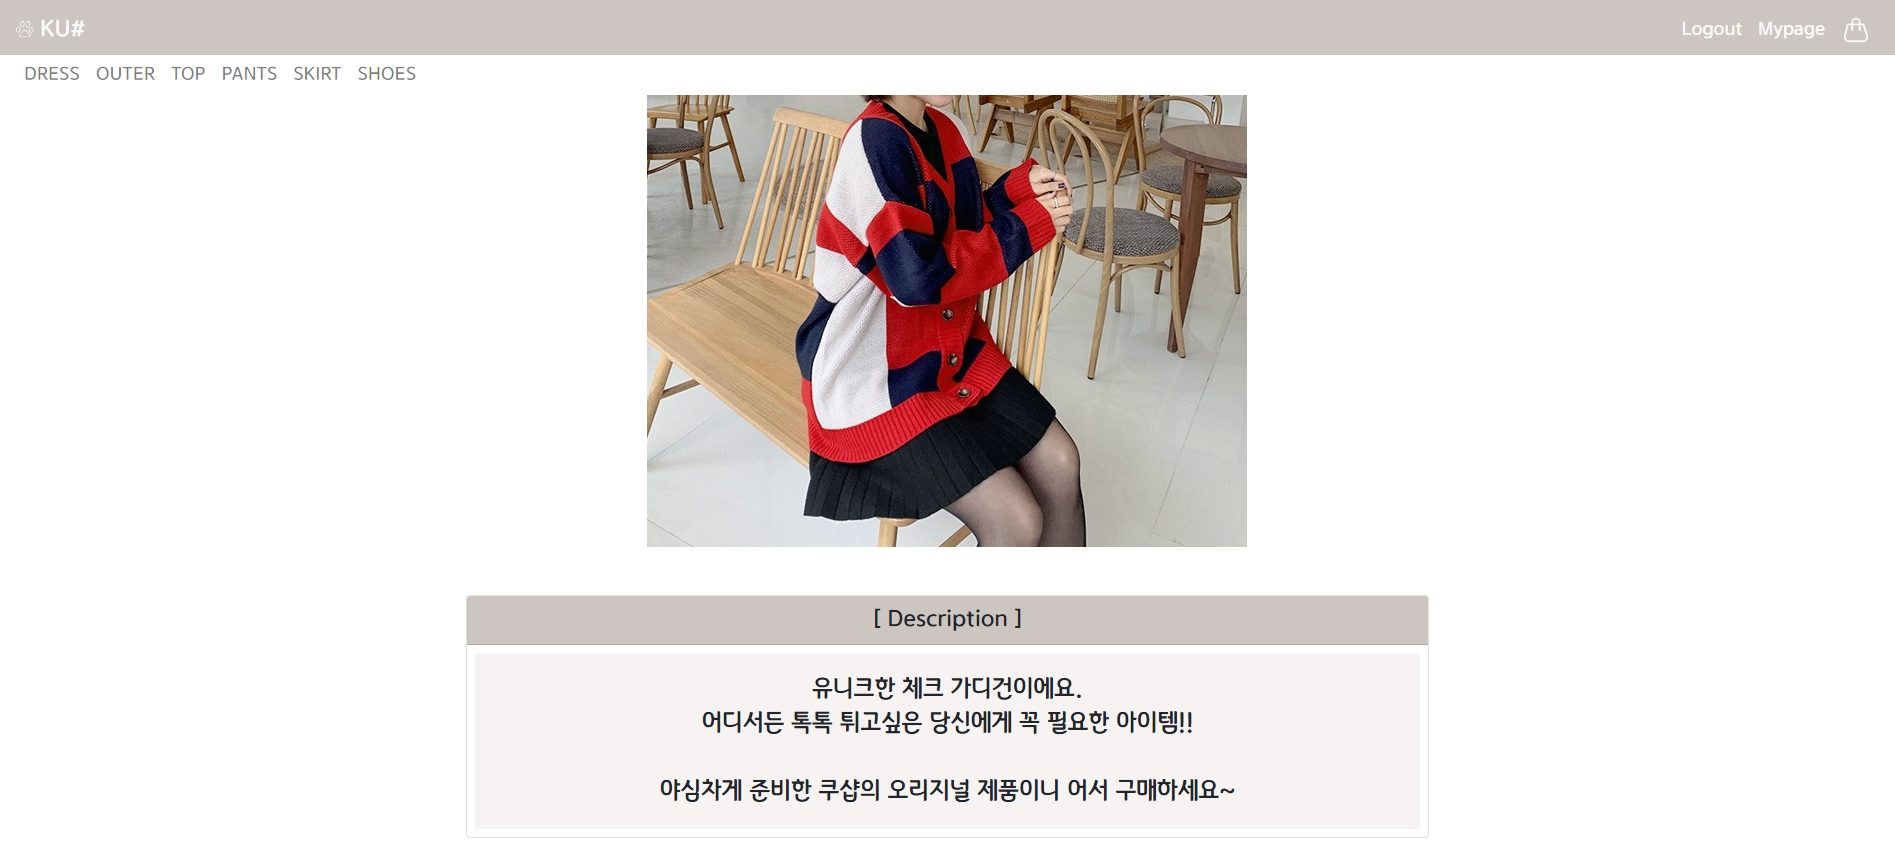 KU#
Logout Mypage
DRESS OUTER TOP PANTS SKIRT SHOES
[ Description ]
유니크한 체크 가디건이에요.
어디서든 톡톡 튀고싶은 당신에게 꼭 필요한 아이템!!
야심차게 준비한 쿠샵의 오리지널 제품이니 어서 구매하세요~